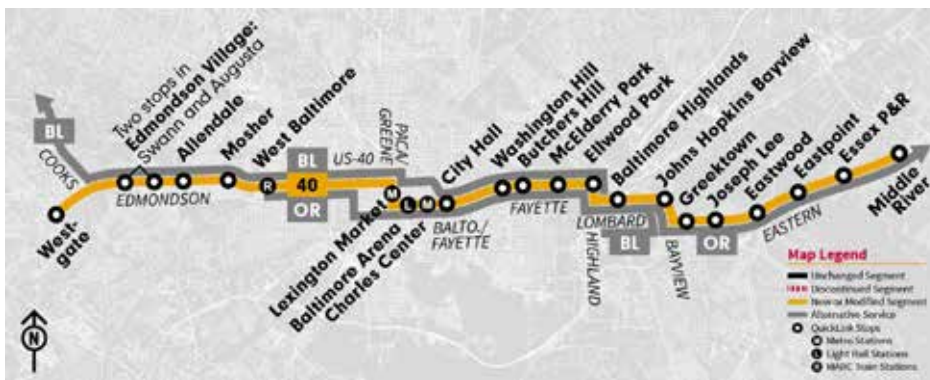 Two stops in
Edmondson Village:
Swann and Augusta
Allendale
Mosher
West Baltimore
PACA/
GREENE
City Hall
Washington Hill
Butchers Hill
McElderry Park
Ellwood Park
Baltimore Highlands
Johns Hopkins Bayview
Greektown
Joseph Lee
Eastwood
Eastpoint
Essex P&R
BL
COOKS
BL
US-40
40
OR
R
M
L
M
EDMONDSON
West-
gate
Lexington Market
Baltimore Arena
Charles Center
BALTO./
FAYETTE
FAYETTE
LOMBARD
HIGHLAND
BL
BAYVIEW
OR
EASTERN
Middle
River
Map Legend
Unchanged Segment
Discontinued Segment
New or Modified Segment
Alternative Service
QuickLink Stops
M Metro Stations
L Light Rail Stations
R MARC Train Stations
N